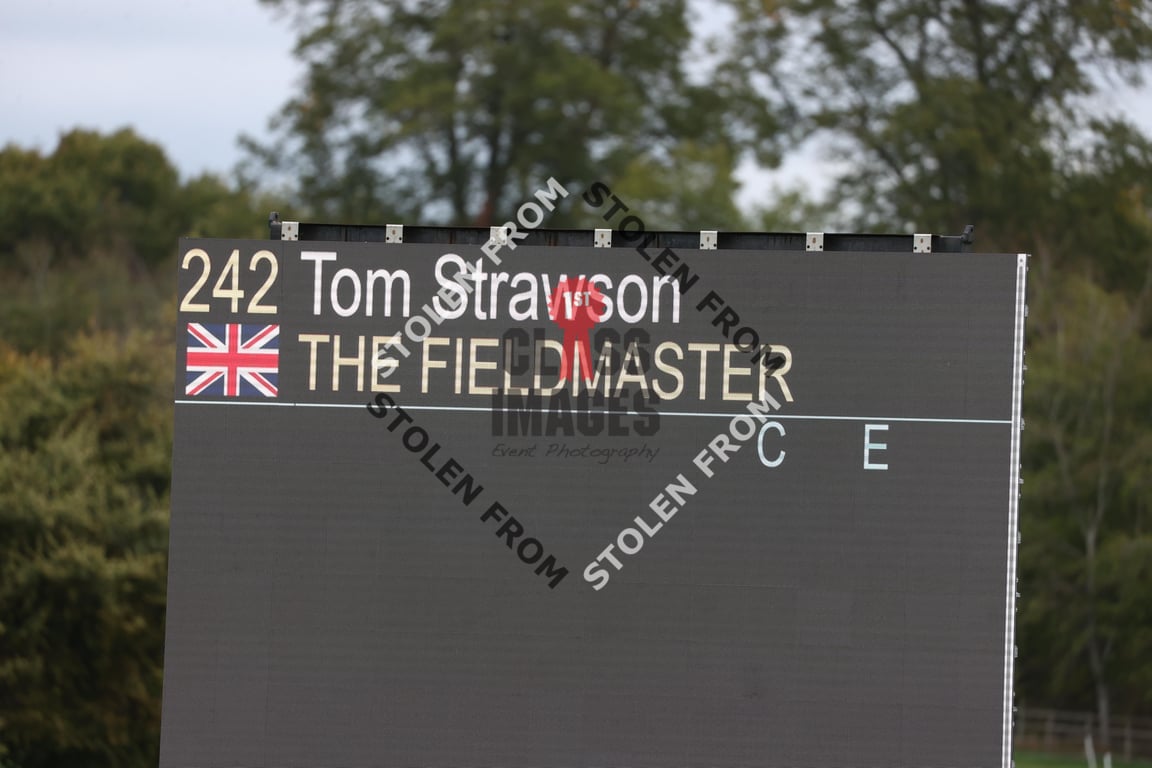 242 Tom Strawson
THE FIELDMASTER
C E
1ST
CLASS
IMAGES
Event Photography
STOLEN FROM
STOLEN FROM
STOLEN FROM
STOLEN FROM